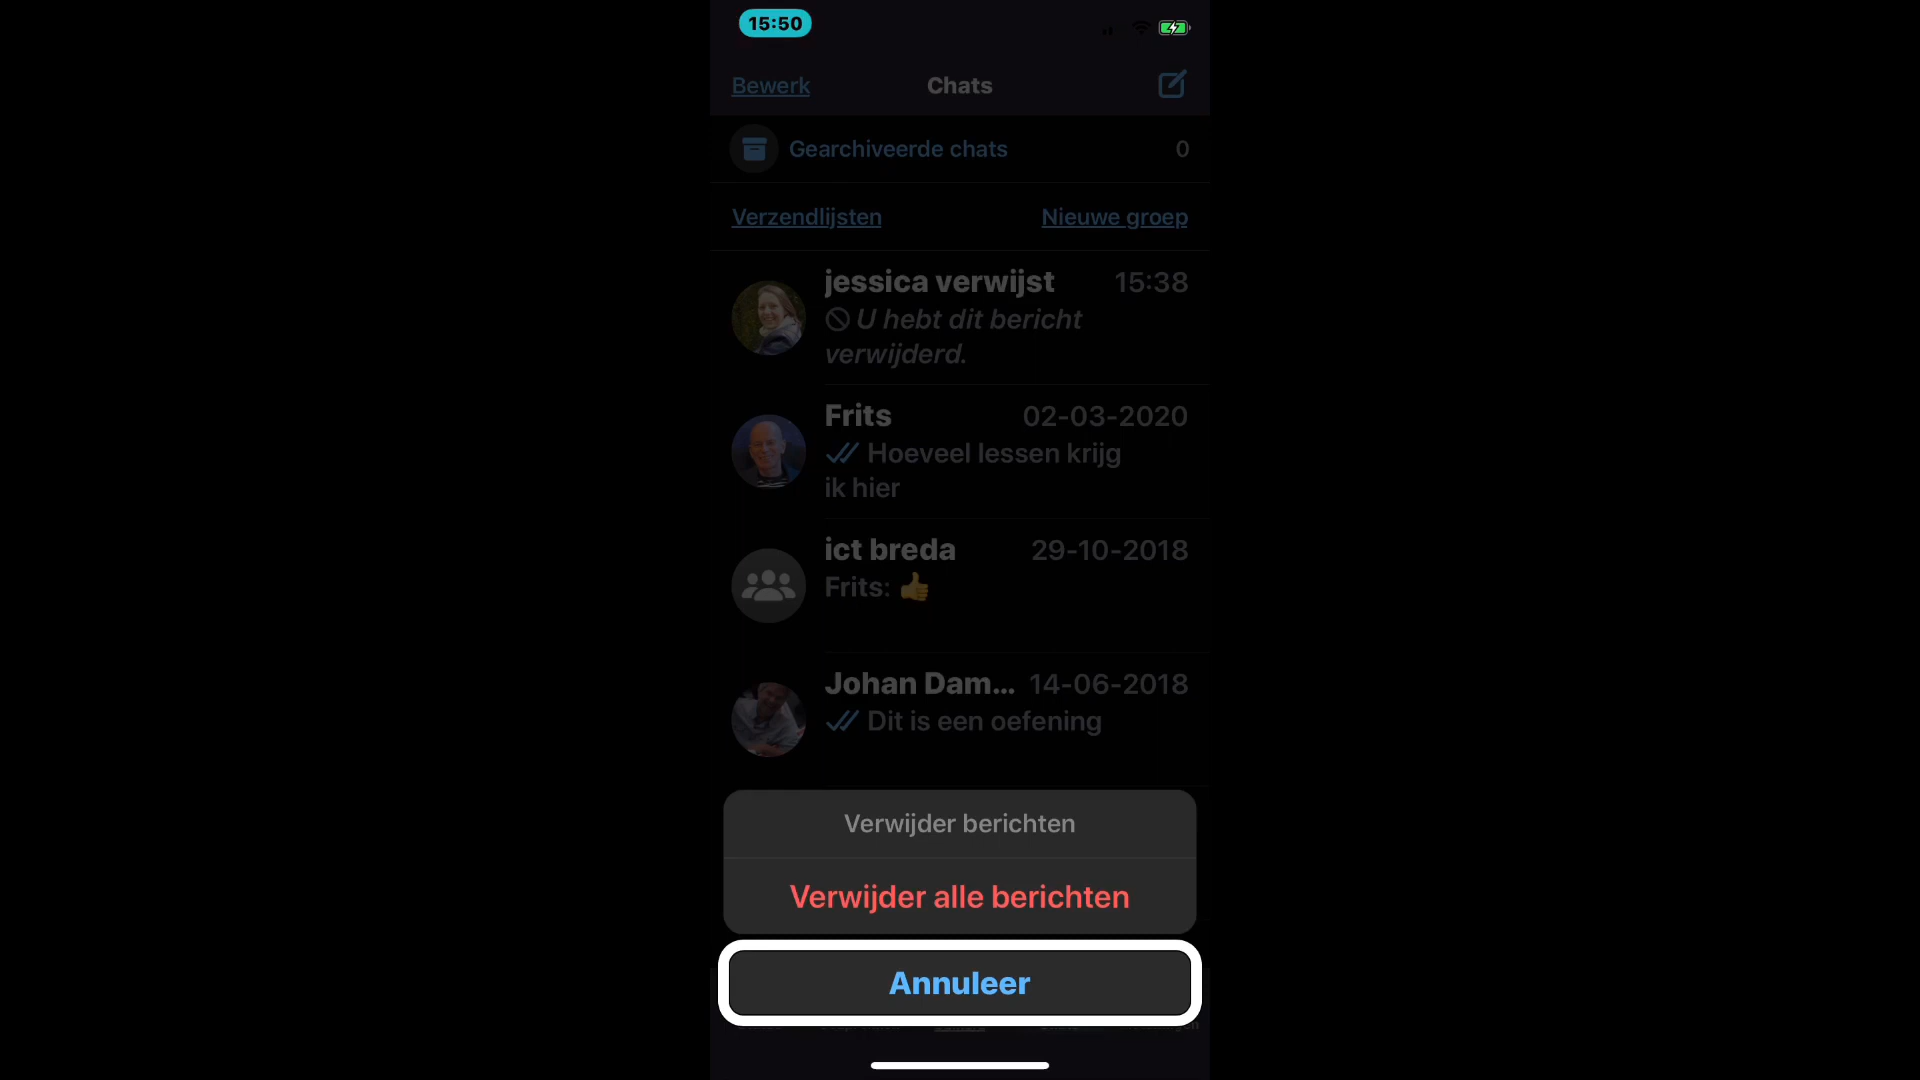 15:50
Bewerk Chats
Gearchiveerde chats 0
Verzendlijsten Nieuwe groep
jessica verwijst 15:38
U hebt dit bericht
verwijderd.
Frits 02-03-2020
Hoeveel lessen krijg
ik hier
ict breda 29-10-2018
Frits: 👍
Johan Dam... 14-06-2018
Dit is een oefening
Verwijder berichten
Verwijder alle berichten
Annuleer